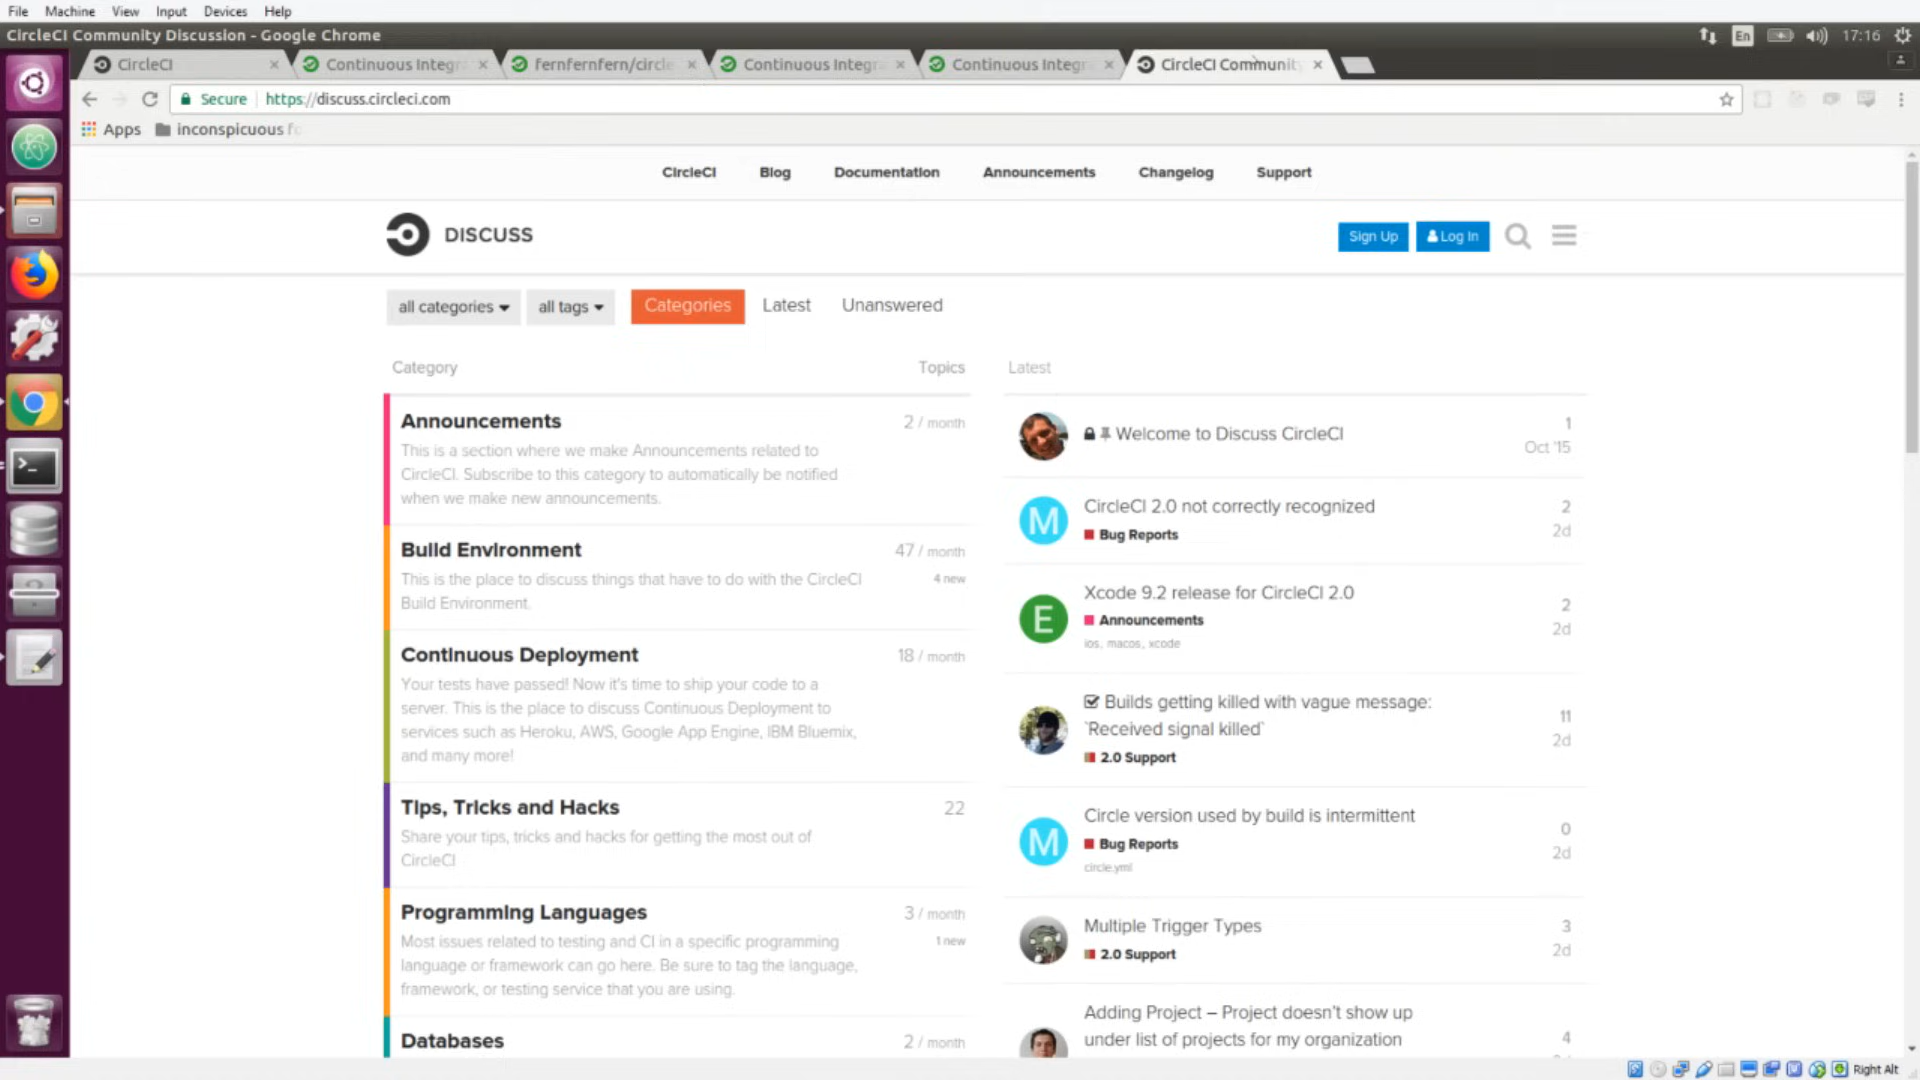 File Machine View Input Devices Help
CircleCI Community Discussion - Google Chrome
En 17:16
CircleCI
Continuous Integr
fernfernfern/circle
Continuous Integr
Continuous Integr
CircleCI Community
Secure https://discuss.circleci.com
Apps inconspicuous fo
CircleCI Blog Documentation Announcements Changelog Support
DISCUSS
Sign Up Log In
all categories all tags Categories Latest Unanswered
Category Topics
Announcements 2 / month
This is a section where we make Announcements related to
CircleCI. Subscribe to this category to automatically be notified
when we make new announcements.
Build Environment 47 / month
This is the place to discuss things that have to do with the CircleCI 4 new
Build Environment.
Continuous Deployment 18 / month
Your tests have passed! Now it's time to ship your code to a
server. This is the place to discuss Continuous Deployment to
services such as Heroku, AWS, Google App Engine, IBM Bluemix,
and many more!
Tips, Tricks and Hacks 22
Share your tips, tricks and hacks for getting the most out of
CircleCI
Programming Languages 3 / month
Most issues related to testing and CI in a specific programming 1 new
language or framework can go here. Be sure to tag the language,
framework, or testing service that you are using.
Databases 2 / month
Latest
Welcome to Discuss CircleCI 1
Oct '15
CircleCI 2.0 not correctly recognized 2
Bug Reports 2d
Xcode 9.2 release for CircleCI 2.0 2
Announcements 2d
ios, macos, xcode
Builds getting killed with vague message: 11
`Received signal killed` 2d
2.0 Support
Circle version used by build is intermittent 0
Bug Reports 2d
circle.yml
Multiple Trigger Types 3
2.0 Support 2d
Adding Project – Project doesn't show up
under list of projects for my organization 4
Right Alt